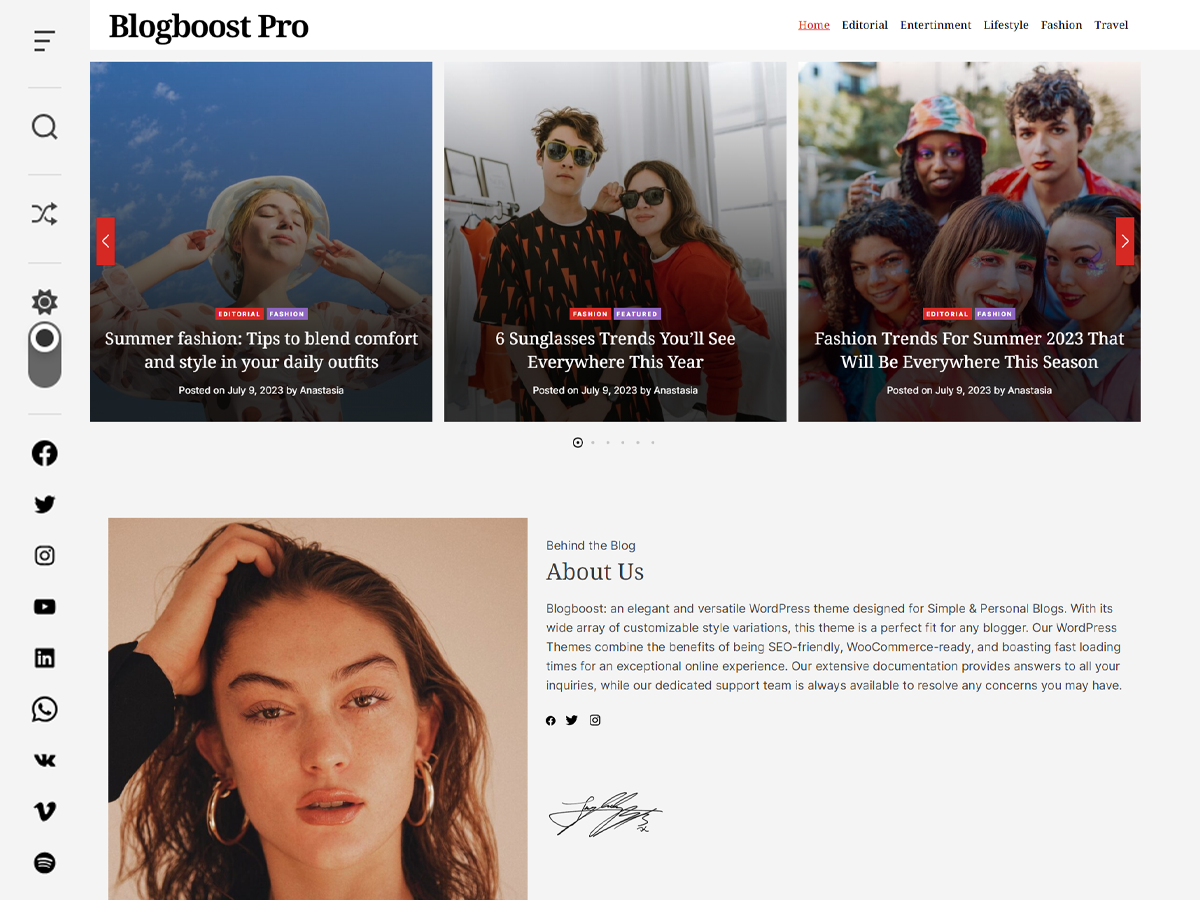 Blogboost Pro
Home Editorial Entertinment Lifestyle Fashion Travel
EDITORIAL FASHION
Summer fashion: Tips to blend comfort
and style in your daily outfits
Posted on July 9, 2023 by Anastasia
FASHION FEATURED
6 Sunglasses Trends You'll See
Everywhere This Year
Posted on July 9, 2023 by Anastasia
EDITORIAL FASHION
Fashion Trends For Summer 2023 That
Will Be Everywhere This Season
Posted on July 9, 2023 by Anastasia
Behind the Blog
About Us
Blogboost: an elegant and versatile WordPress theme designed for Simple & Personal Blogs. With its
wide array of customizable style variations, this theme is a perfect fit for any blogger. Our WordPress
Themes combine the benefits of being SEO-friendly, WooCommerce-ready, and boasting fast loading
times for an exceptional online experience. Our extensive documentation provides answers to all your
inquiries, while our dedicated support team is always available to resolve any concerns you may have.